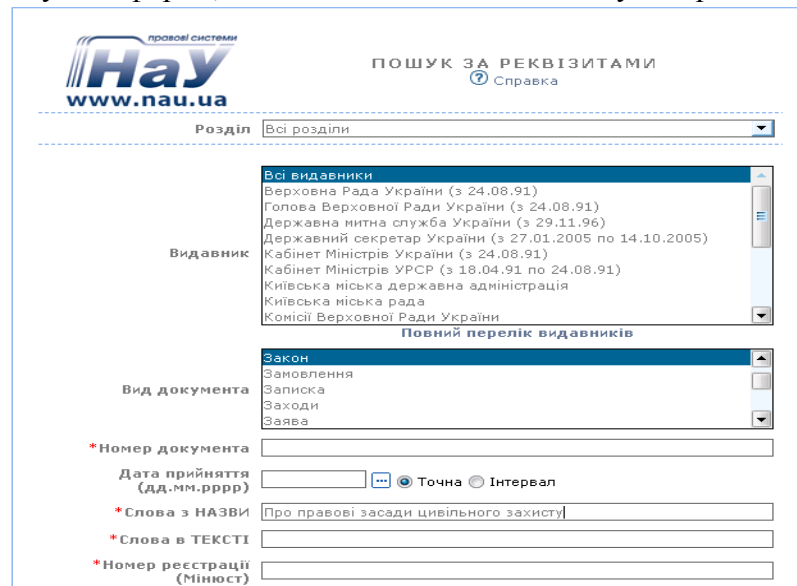 правові системи
НаУ
www.nau.ua
ПОШУК ЗА РЕКВІЗИТАМИ
? Справка
Розділ Всі розділи
Всі видавники
Верховна Рада України (з 24.08.91)
Голова Верховної Ради України (з 24.08.91)
Державна митна служба України (з 29.11.96)
Державний секретар України (з 27.01.2005 по 14.10.2005)
Видавник Кабінет Міністрів України (з 24.08.91)
Кабінет Міністрів УРСР (з 18.04.91 по 24.08.91)
Київська міська державна адміністрація
Київська міська рада
Комісії Верховної Ради України
Повний перелік видавників
Закон
Замовлення
Вид документа Записка
Заходи
Заява
*Номер документа
Дата прийняття
(дд.мм.рррр) ... Точна Інтервал
*Слова з НАЗВИ Про правові засади цивільного захисту
*Слова в ТЕКСТІ
*Номер реєстрації
(Мінюст)